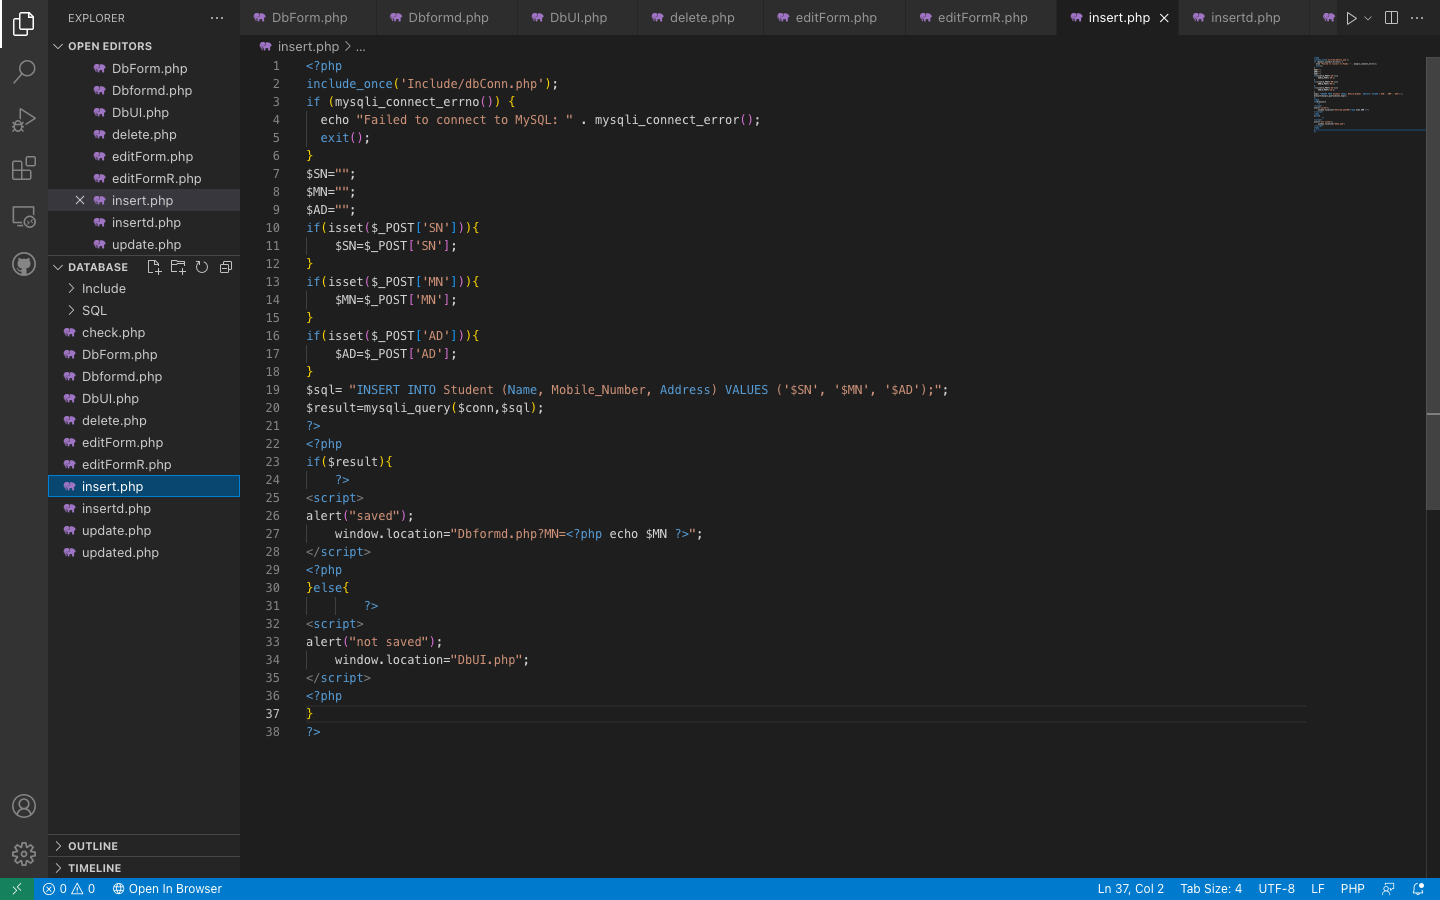 EXPLORER
OPEN EDITORS
DbForm.php
Dbformd.php
DbUI.php
delete.php
editForm.php
editFormR.php
insert.php
insertd.php
update.php
DATABASE
Include
SQL
check.php
DbForm.php
Dbformd.php
DbUI.php
delete.php
editForm.php
editFormR.php
insert.php
insertd.php
update.php
updated.php
OUTLINE
TIMELINE
DbForm.php Dbformd.php DbUI.php delete.php editForm.php editFormR.php insert.php insertd.php
insert.php > ...
1 <?php
2 include_once('Include/dbConn.php');
3 if (mysqli_connect_errno()) {
4 echo "Failed to connect to MySQL: " . mysqli_connect_error();
5 exit();
6 }
7 $SN="";
8 $MN="";
9 $AD="";
10 if(isset($_POST['SN'])){
11 $SN=$_POST['SN'];
12 }
13 if(isset($_POST['MN'])){
14 $MN=$_POST['MN'];
15 }
16 if(isset($_POST['AD'])){
17 $AD=$_POST['AD'];
18 }
19 $sql= "INSERT INTO Student (Name, Mobile_Number, Address) VALUES ('$SN', '$MN', '$AD');";
20 $result=mysqli_query($conn,$sql);
21 ?>
22 <?php
23 if($result){
24 ?>
25 <script>
26 alert("saved");
27 window.location="Dbformd.php?MN=<?php echo $MN ?>";
28 </script>
29 <?php
30 }else{
31 ?>
32 <script>
33 alert("not saved");
34 window.location="DbUI.php";
35 </script>
36 <?php
37 }
38 ?>
0 0 Open In Browser Ln 37, Col 2 Tab Size: 4 UTF-8 LF PHP